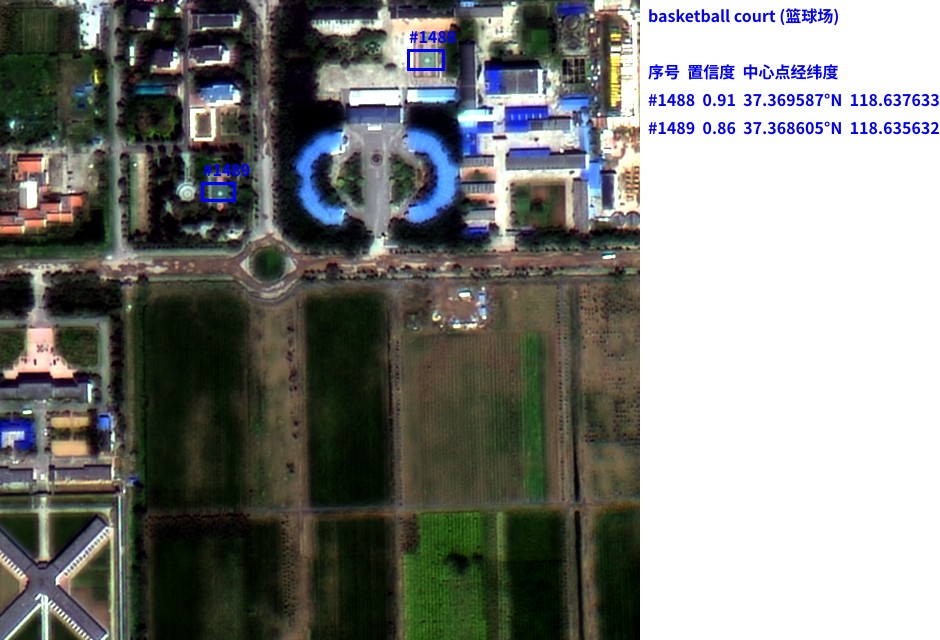 basketball court (篮球场)
序号 置信度 中心点经纬度
#1488 0.91 37.369587°N 118.637633
#1489 0.86 37.368605°N 118.635632
#1488
#1489